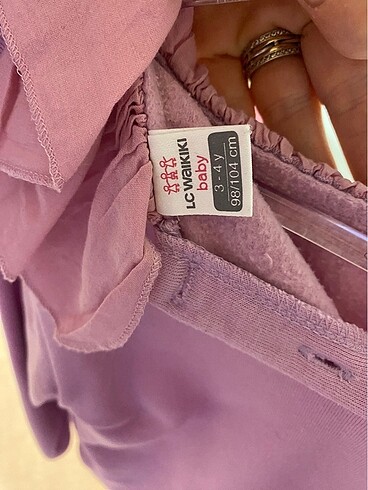 LC WAIKIKI
baby
3 - 4 y
98/104 cm